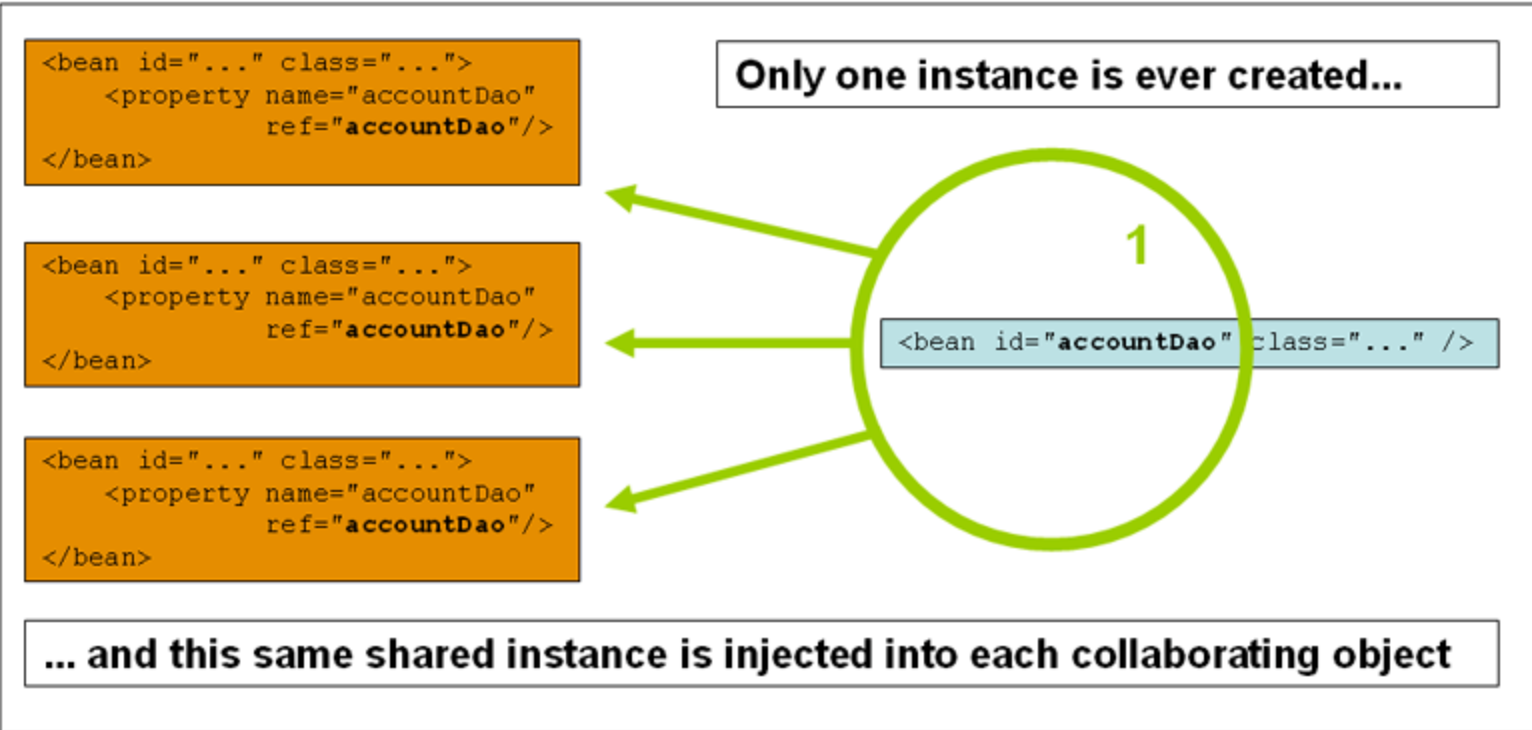 <bean id="..." class="...">
<property name="accountDao"
ref="accountDao"/>
</bean>
Only one instance is ever created...
<bean id="..." class="...">
<property name="accountDao"
ref="accountDao"/>
</bean>
1
<bean id="accountDao" class="..." />
<bean id="..." class="...">
<property name="accountDao"
ref="accountDao"/>
</bean>
... and this same shared instance is injected into each collaborating object